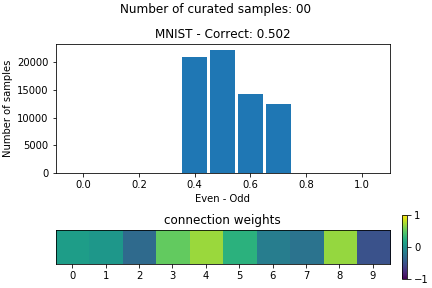 Number of curated samples: 00
MNIST - Correct: 0.502
Number of samples
20000
15000
10000
5000
0
0.0 0.2 0.4 0.6 0.8 1.0
Even - Odd
connection weights
0 1 2 3 4 5 6 7 8 9
1
0
−1